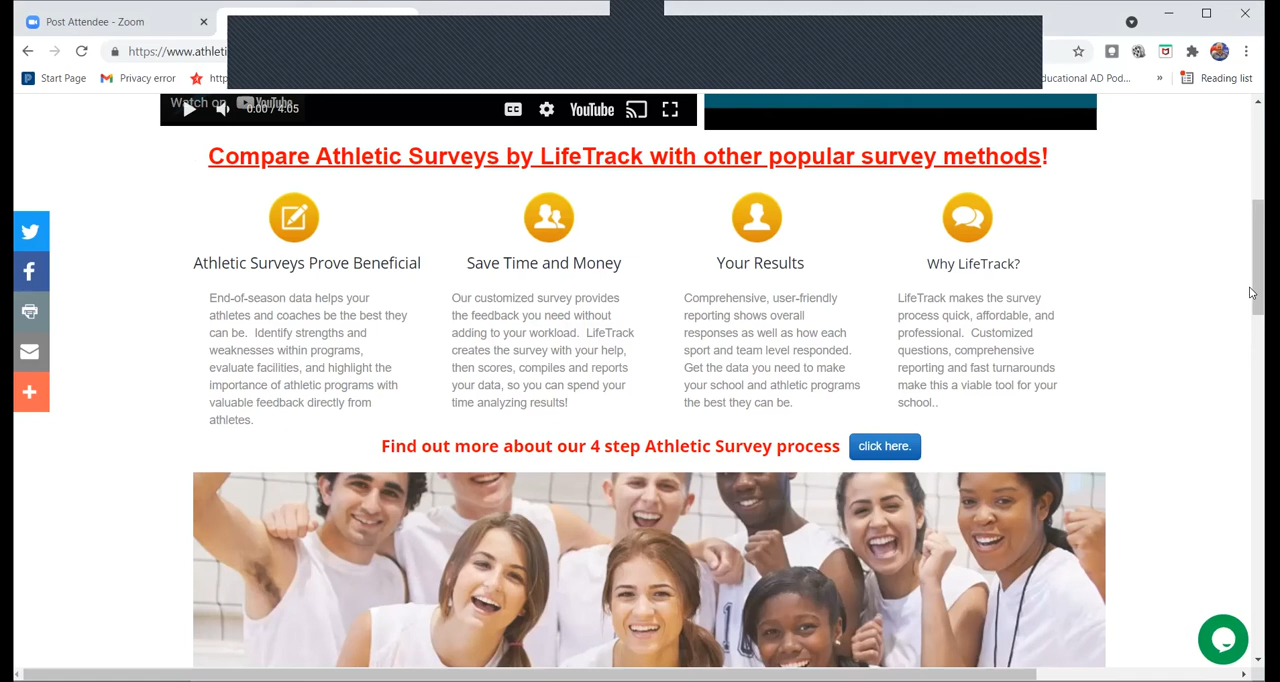 Post Attendee - Zoom
https://www.athleti
Start Page
Privacy error
http
ducational AD Pod...
»
Reading list
Watch on YouTube
0:00 / 4:05
CC
YouTube
Compare Athletic Surveys by LifeTrack with other popular survey methods!
Athletic Surveys Prove Beneficial
End-of-season data helps your
athletes and coaches be the best they
can be. Identify strengths and
weaknesses within programs,
evaluate facilities, and highlight the
importance of athletic programs with
valuable feedback directly from
athletes.
Save Time and Money
Our customized survey provides
the feedback you need without
adding to your workload. LifeTrack
creates the survey with your help,
then scores, compiles and reports
your data, so you can spend your
time analyzing results!
Your Results
Comprehensive, user-friendly
reporting shows overall
responses as well as how each
sport and team level responded.
Get the data you need to make
your school and athletic programs
the best they can be.
Why LifeTrack?
LifeTrack makes the survey
process quick, affordable, and
professional. Customized
questions, comprehensive
reporting and fast turnarounds
make this a viable tool for your
school..
Find out more about our 4 step Athletic Survey process
click here.